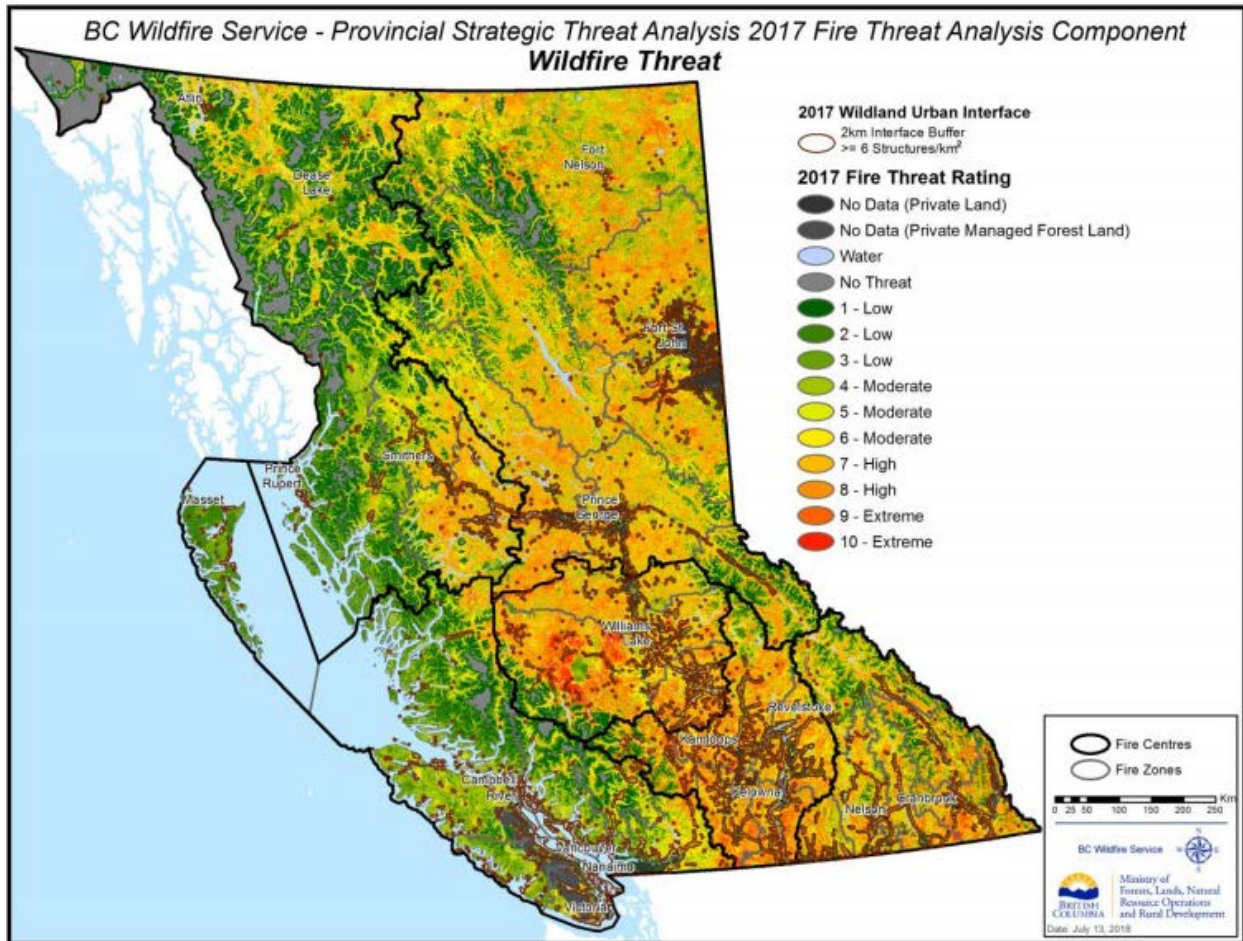 BC Wildfire Service - Provincial Strategic Threat Analysis 2017 Fire Threat Analysis Component
Wildfire Threat
2017 Wildland Urban Interface
2km Interface Buffer
>= 6 Structures/km²
2017 Fire Threat Rating
No Data (Private Land)
No Data (Private Managed Forest Land)
Water
No Threat
1 - Low
2 - Low
3 - Low
4 - Moderate
5 - Moderate
6 - Moderate
7 - High
8 - High
9 - Extreme
10 - Extreme
Atlin
Dease
Lake
Fort
Nelson
Fort St.
John
Smithers
Prince
Rupert
Masset
Prince
George
Williams
Lake
Revelstoke
Kamloops
Campbell
River
Kelowna
Nelson
Cranbrook
Vancouver
Nanaimo
Victoria
Fire Centres
Fire Zones
Km
0 25 50 100 150 200 250
BC Wildfire Service
N
W E
S
BRITISH
COLUMBIA
Ministry of
Forests, Lands, Natural
Resource Operations
and Rural Development
Date: July 13, 2018